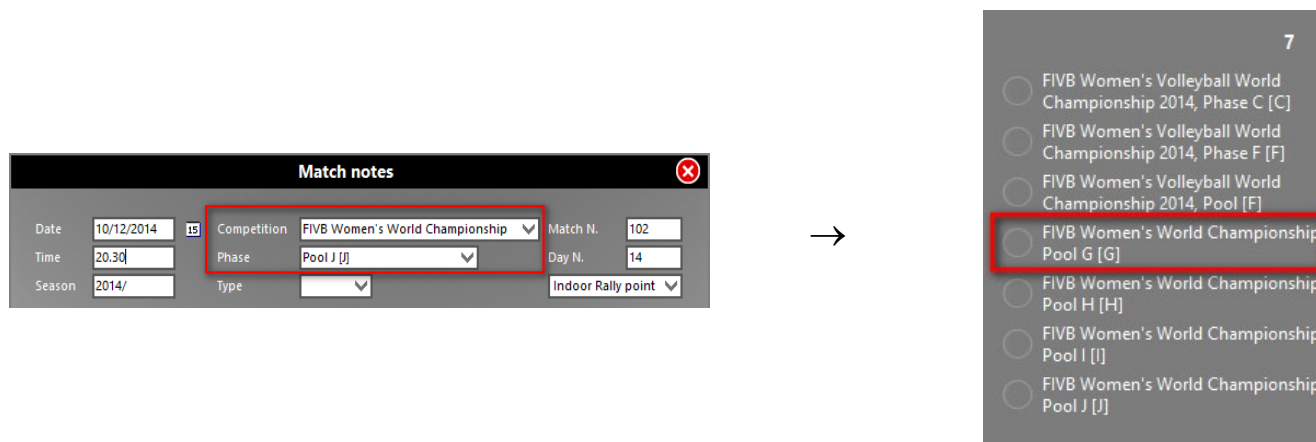 Match notes
Date 10/12/2014 15 Competition FIVB Women's World Championship Match N. 102
Time 20.30 Phase Pool J [J] Day N. 14
Season 2014/ Type Indoor Rally point
→
7
FIVB Women's Volleyball World
Championship 2014, Phase C [C]
FIVB Women's Volleyball World
Championship 2014, Phase F [F]
FIVB Women's Volleyball World
Championship 2014, Pool [F]
FIVB Women's World Championship
Pool G [G]
FIVB Women's World Championship
Pool H [H]
FIVB Women's World Championship
Pool I [I]
FIVB Women's World Championship
Pool J [J]